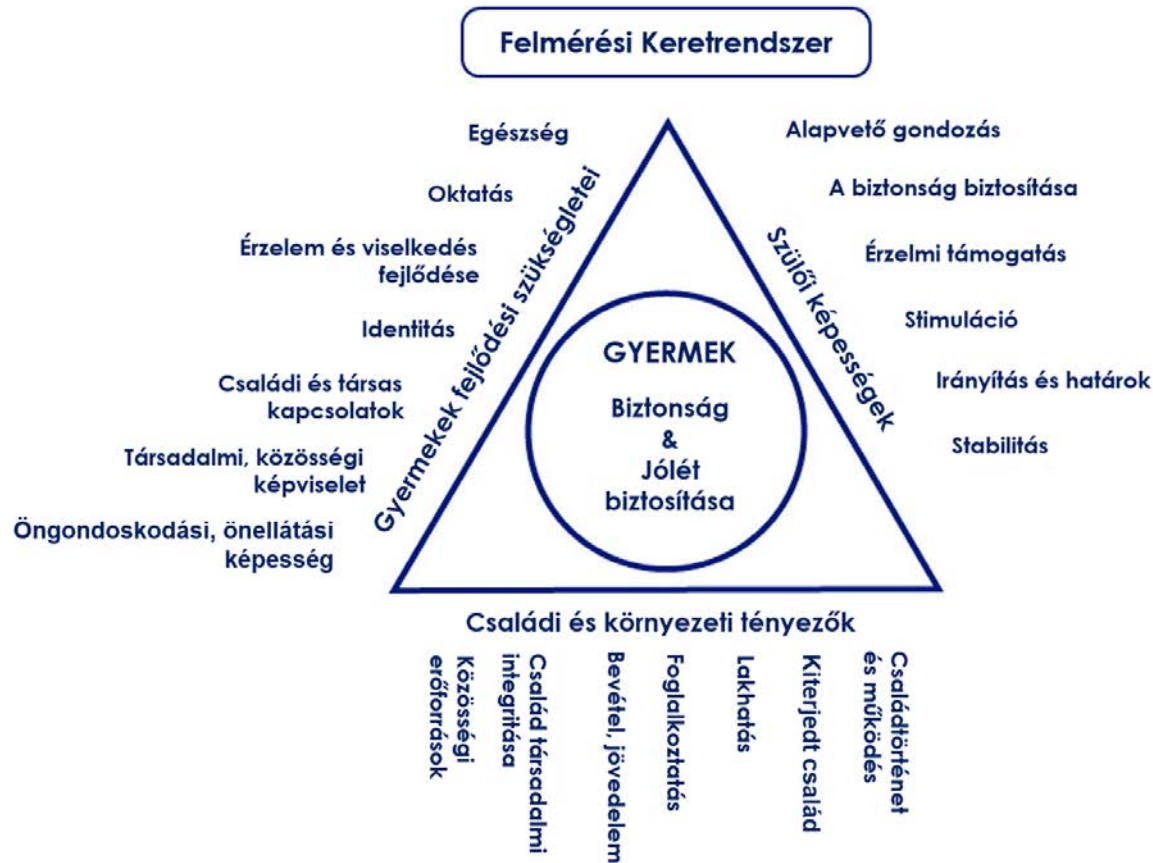 Felmérési Keretrendszer
Egészség
Oktatás
Érzelem és viselkedés
fejlődése
Identitás
Családi és társas
kapcsolatok
Társadalmi, közösségi
képviselet
Öngondoskodási, önellátási
képesség
Gyermekek fejlődési szükségletei
GYERMEK
Biztonság
&
Jólét
biztosítása
Szülői képességek
Alapvető gondozás
A biztonság biztosítása
Érzelmi támogatás
Stimuláció
Irányítás és határok
Stabilitás
Családi és környezeti tényezők
Közösségi
erőforrások
Család társadalmi
integritása
Bevétel, jövedelem
Foglalkoztatás
Lakhatás
Kiterjedt család
Családtörténet
és működés